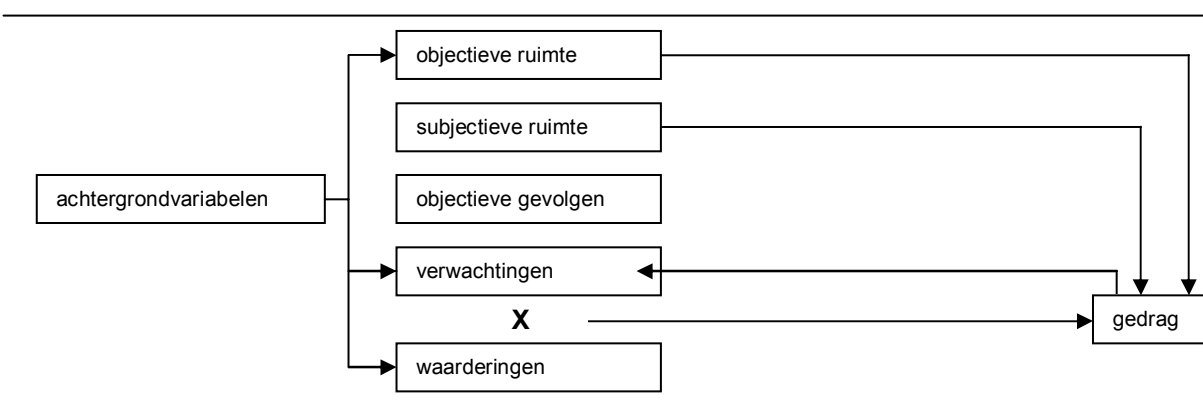 objectieve ruimte
subjectieve ruimte
achtergrondvariabelen
objectieve gevolgen
verwachtingen
X
gedrag
waarderingen